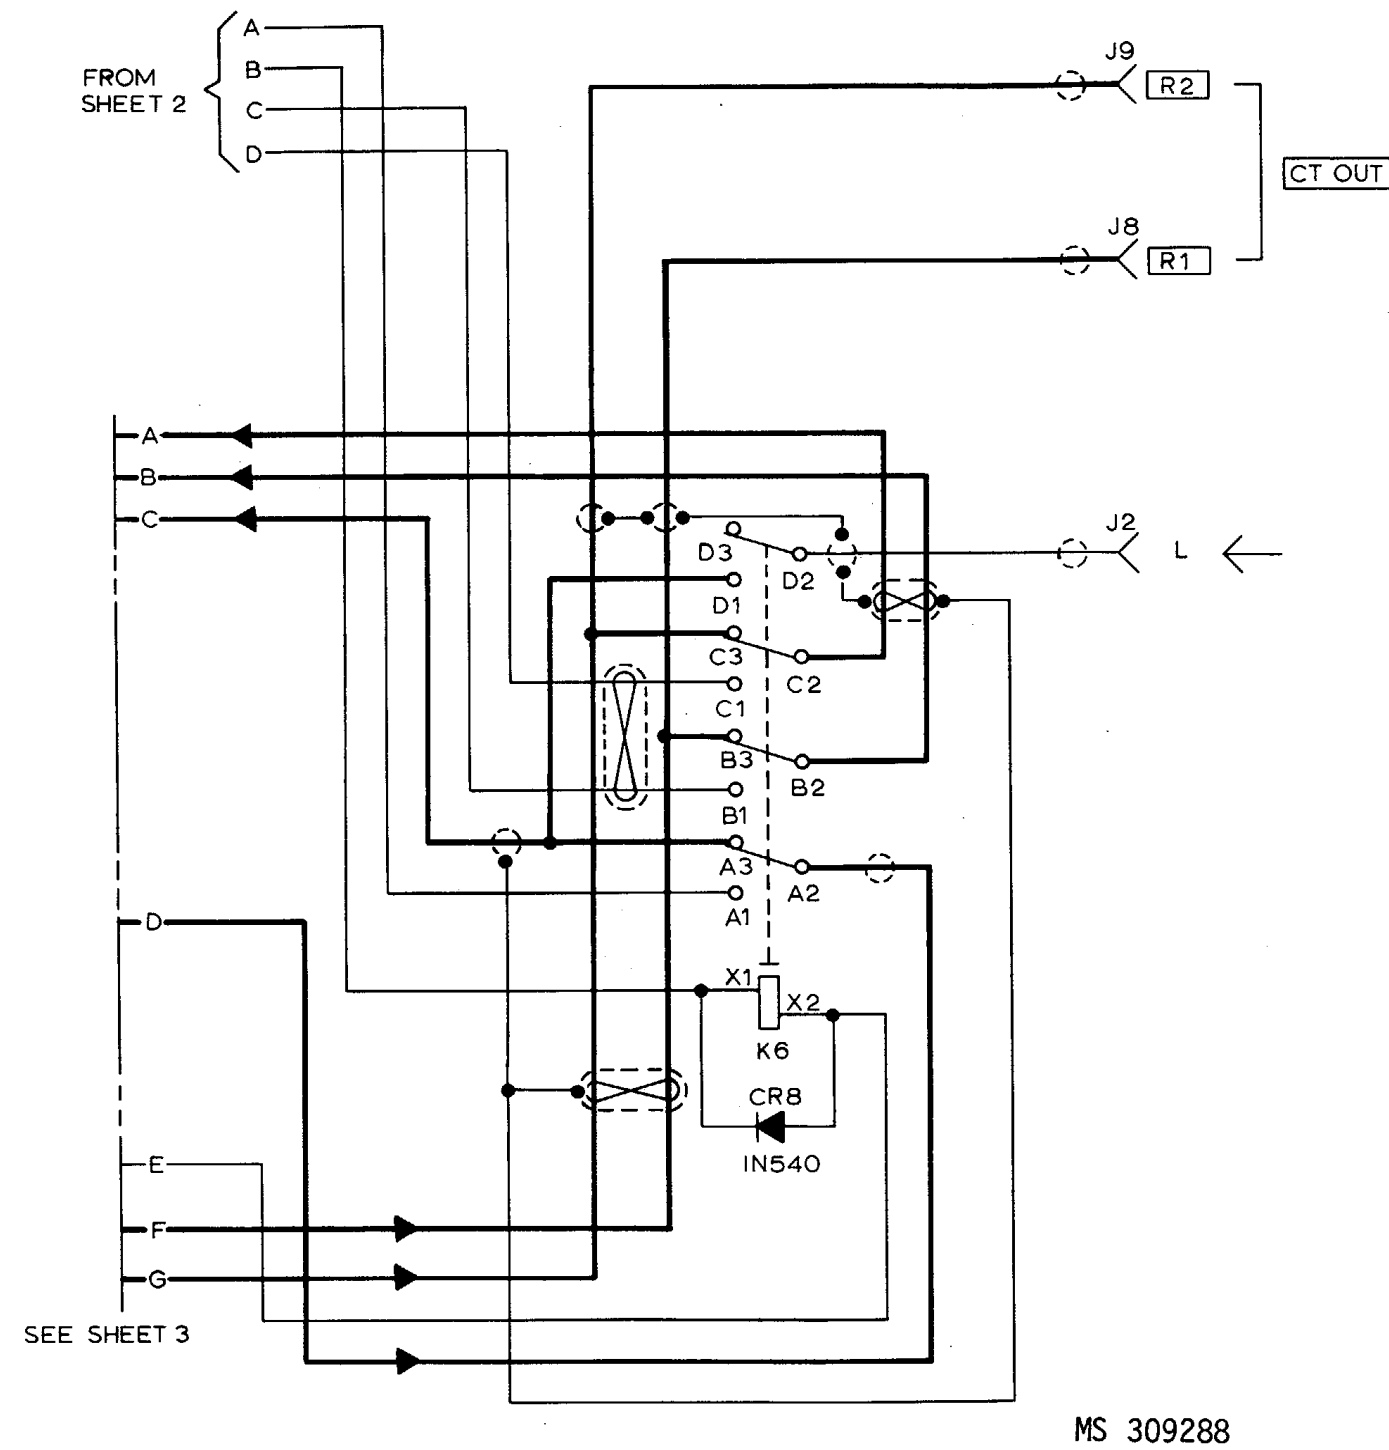 A
FROM
SHEET 2
B
C
D
J9
R2
CT OUT
J8
R1
A
B
C
D3
D2
J2
L
D1
C3
C2
C1
B3
B2
B1
A3
A2
A1
D
X1
X2
K6
CR8
IN540
E
F
G
SEE SHEET 3
MS 309288